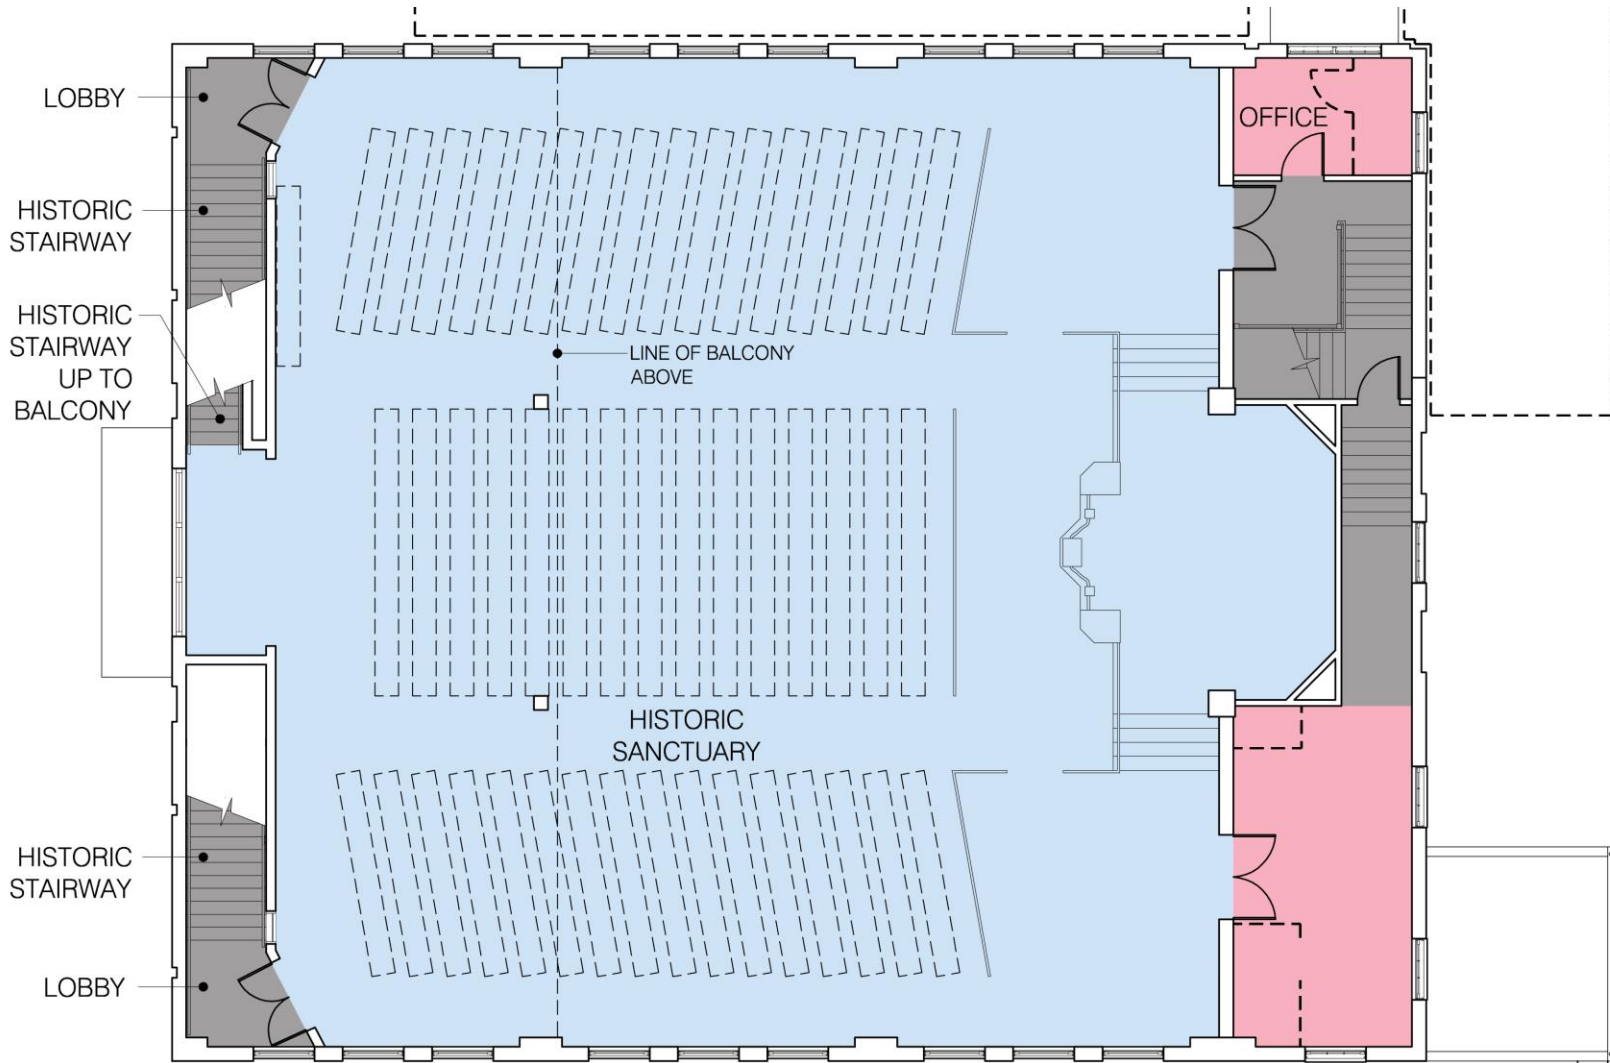 LOBBY
OFFICE
HISTORIC
STAIRWAY
HISTORIC
STAIRWAY
UP TO
BALCONY
LINE OF BALCONY
ABOVE
HISTORIC
SANCTUARY
HISTORIC
STAIRWAY
LOBBY